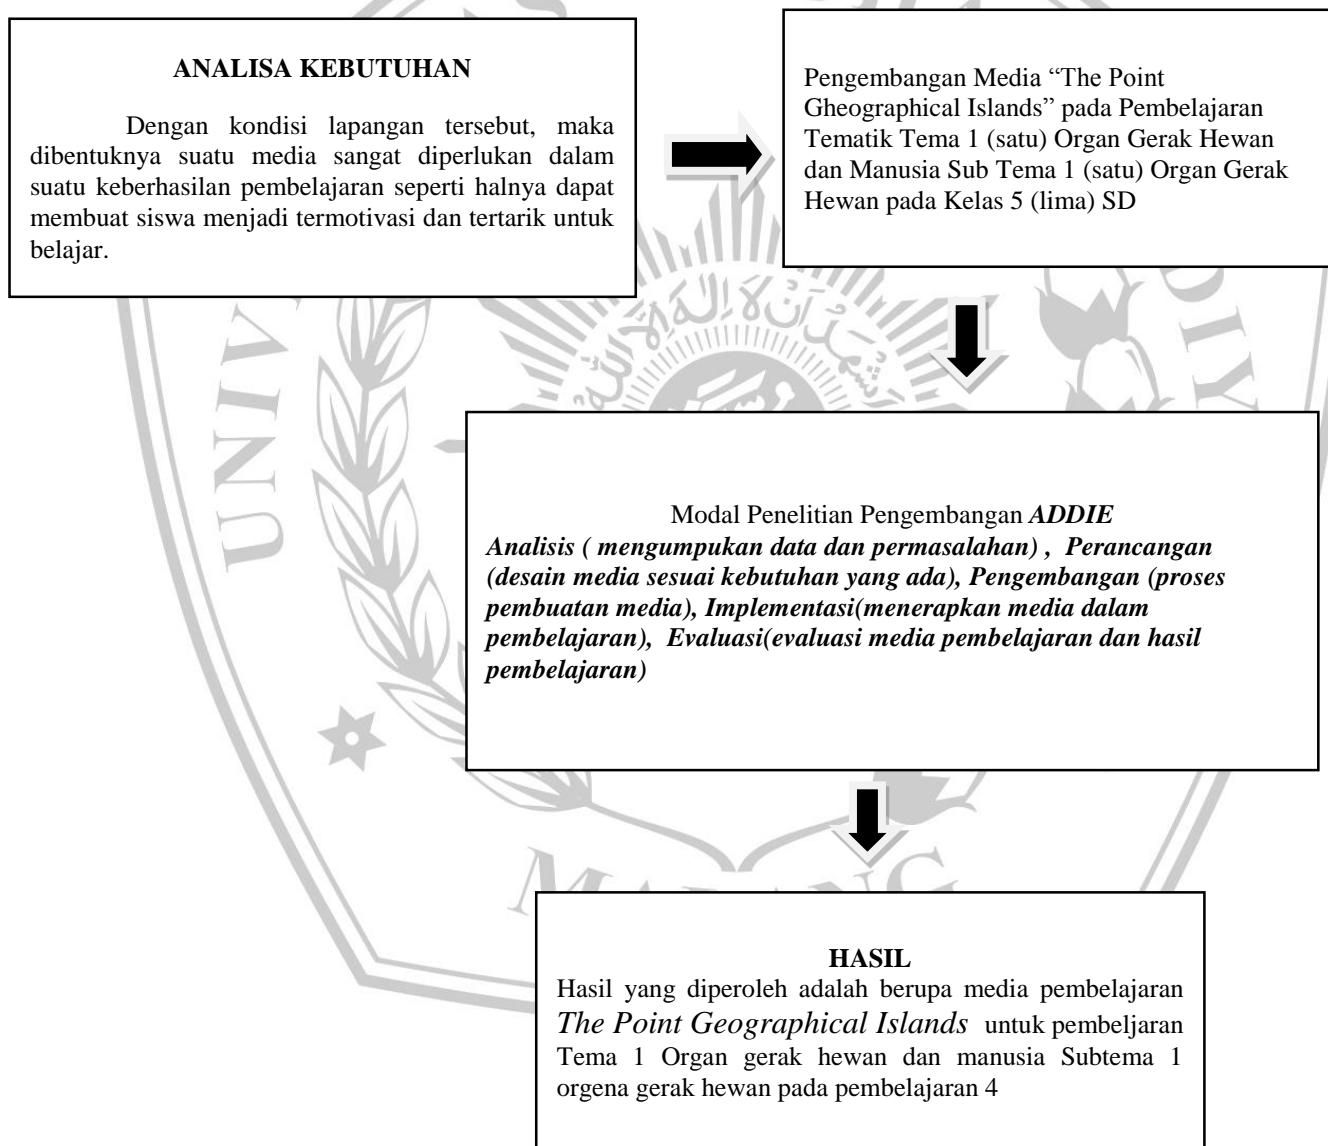 ANALISA KEBUTUHAN
Dengan kondisi lapangan tersebut, maka
dibentuknya suatu media sangat diperlukan dalam
suatu keberhasilan pembelajaran seperti halnya dapat
membuat siswa menjadi termotivasi dan tertarik untuk
belajar.
Pengembangan Media “The Point
Gheographical Islands” pada Pembelajaran
Tematik Tema 1 (satu) Organ Gerak Hewan
dan Manusia Sub Tema 1 (satu) Organ Gerak
Hewan pada Kelas 5 (lima) SD
Modal Penelitian Pengembangan ADDIE
Analisis ( mengumpukan data dan permasalahan) , Perancangan
(desain media sesuai kebutuhan yang ada), Pengembangan (proses
pembuatan media), Implementasi(menerapkan media dalam
pembelajaran), Evaluasi(evaluasi media pembelajaran dan hasil
pembelajaran)
HASIL
Hasil yang diperoleh adalah berupa media pembelajaran
The Point Geographical Islands untuk pembeljaran
Tema 1 Organ gerak hewan dan manusia Subtema 1
orgena gerak hewan pada pembelajaran 4